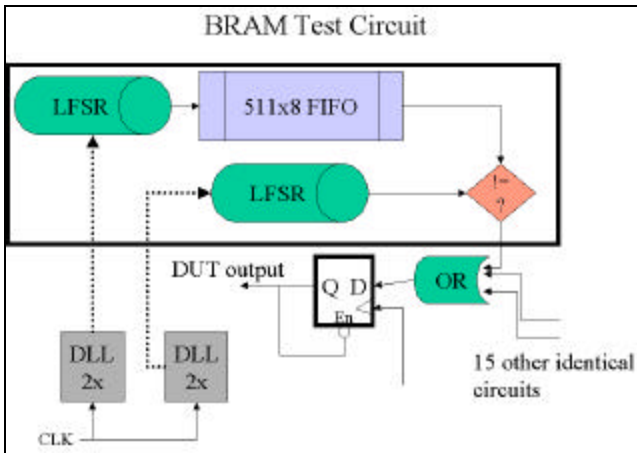 BRAM Test Circuit
LFSR
511x8 FIFO
LFSR
!=
?
DUT output
Q D
En
OR
DLL
2x
DLL
2x
15 other identical
circuits
CLK